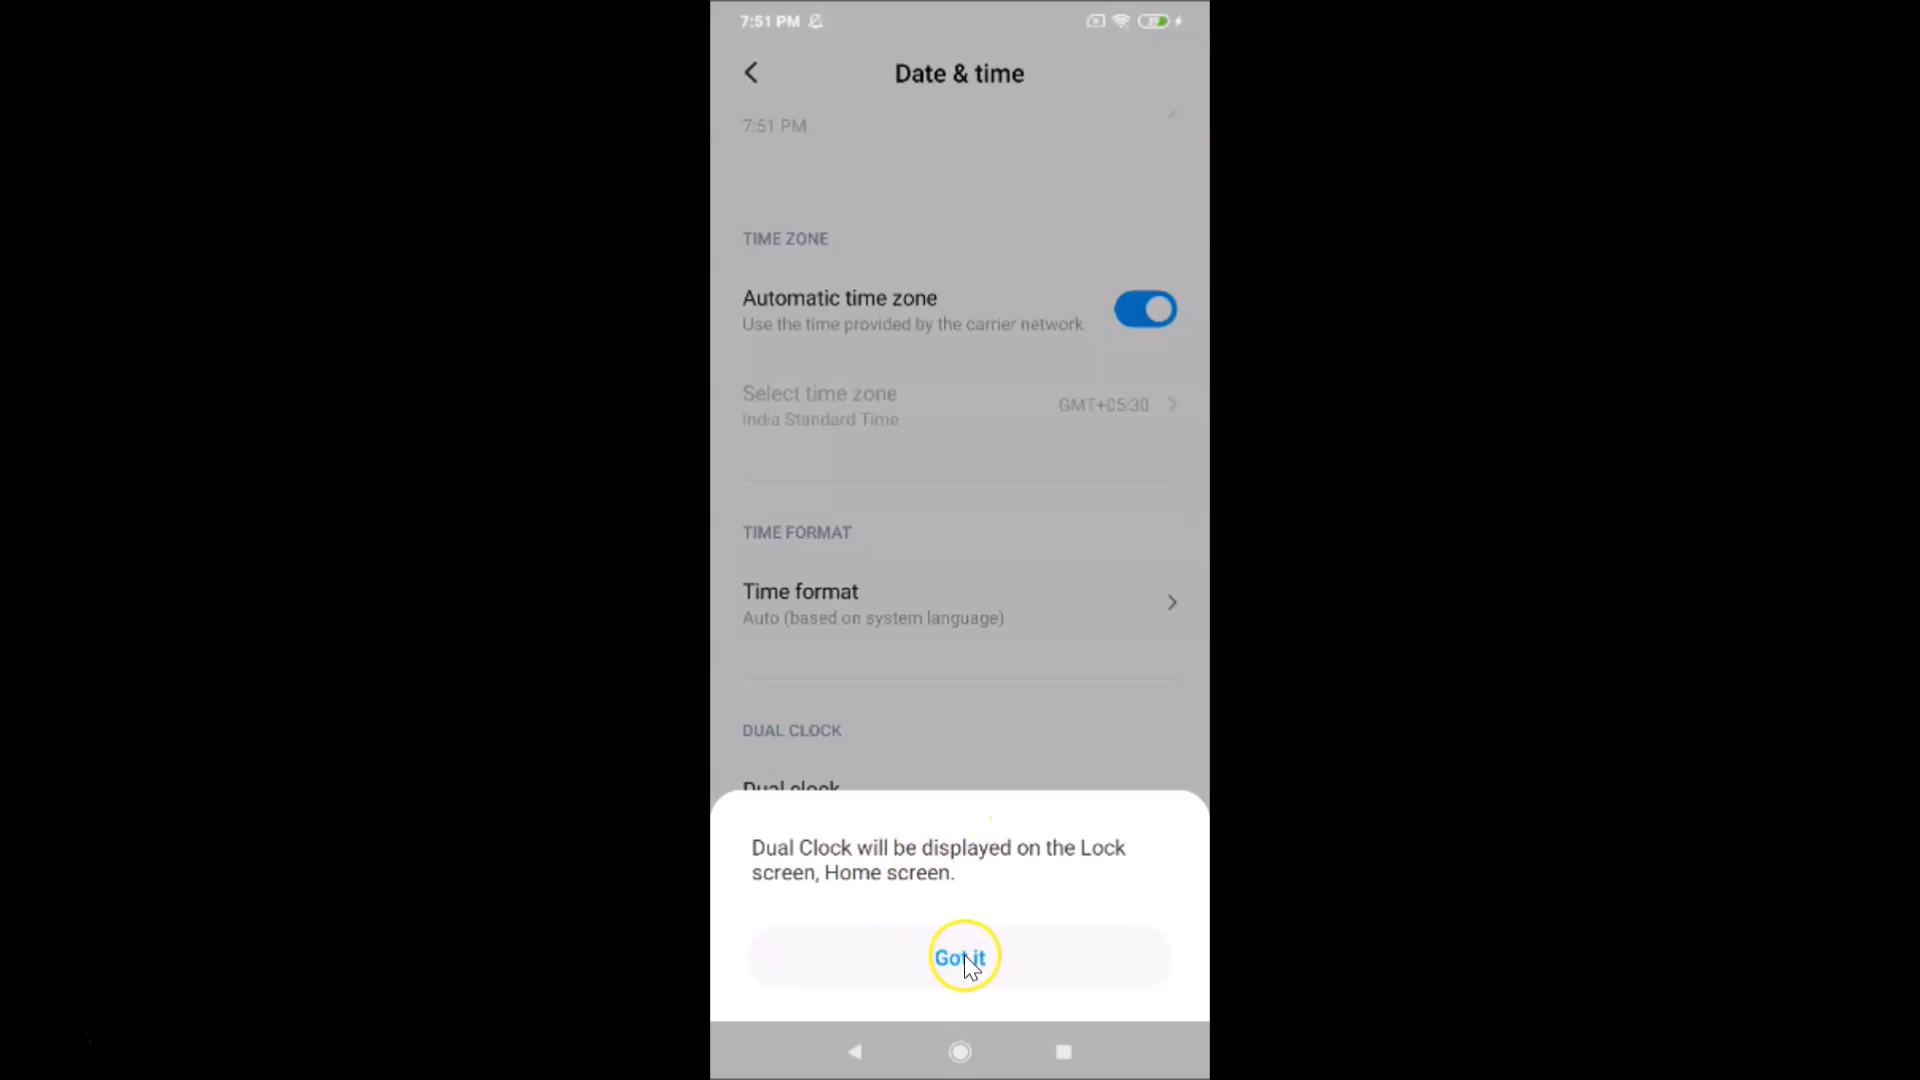 7:51 PM
Date & time
7:51 PM
TIME ZONE
Automatic time zone
Use the time provided by the carrier network
Select time zone
India Standard Time
GMT+05:30
TIME FORMAT
Time format
Auto (based on system language)
DUAL CLOCK
Dual clock
Dual Clock will be displayed on the Lock
screen, Home screen.
Got it